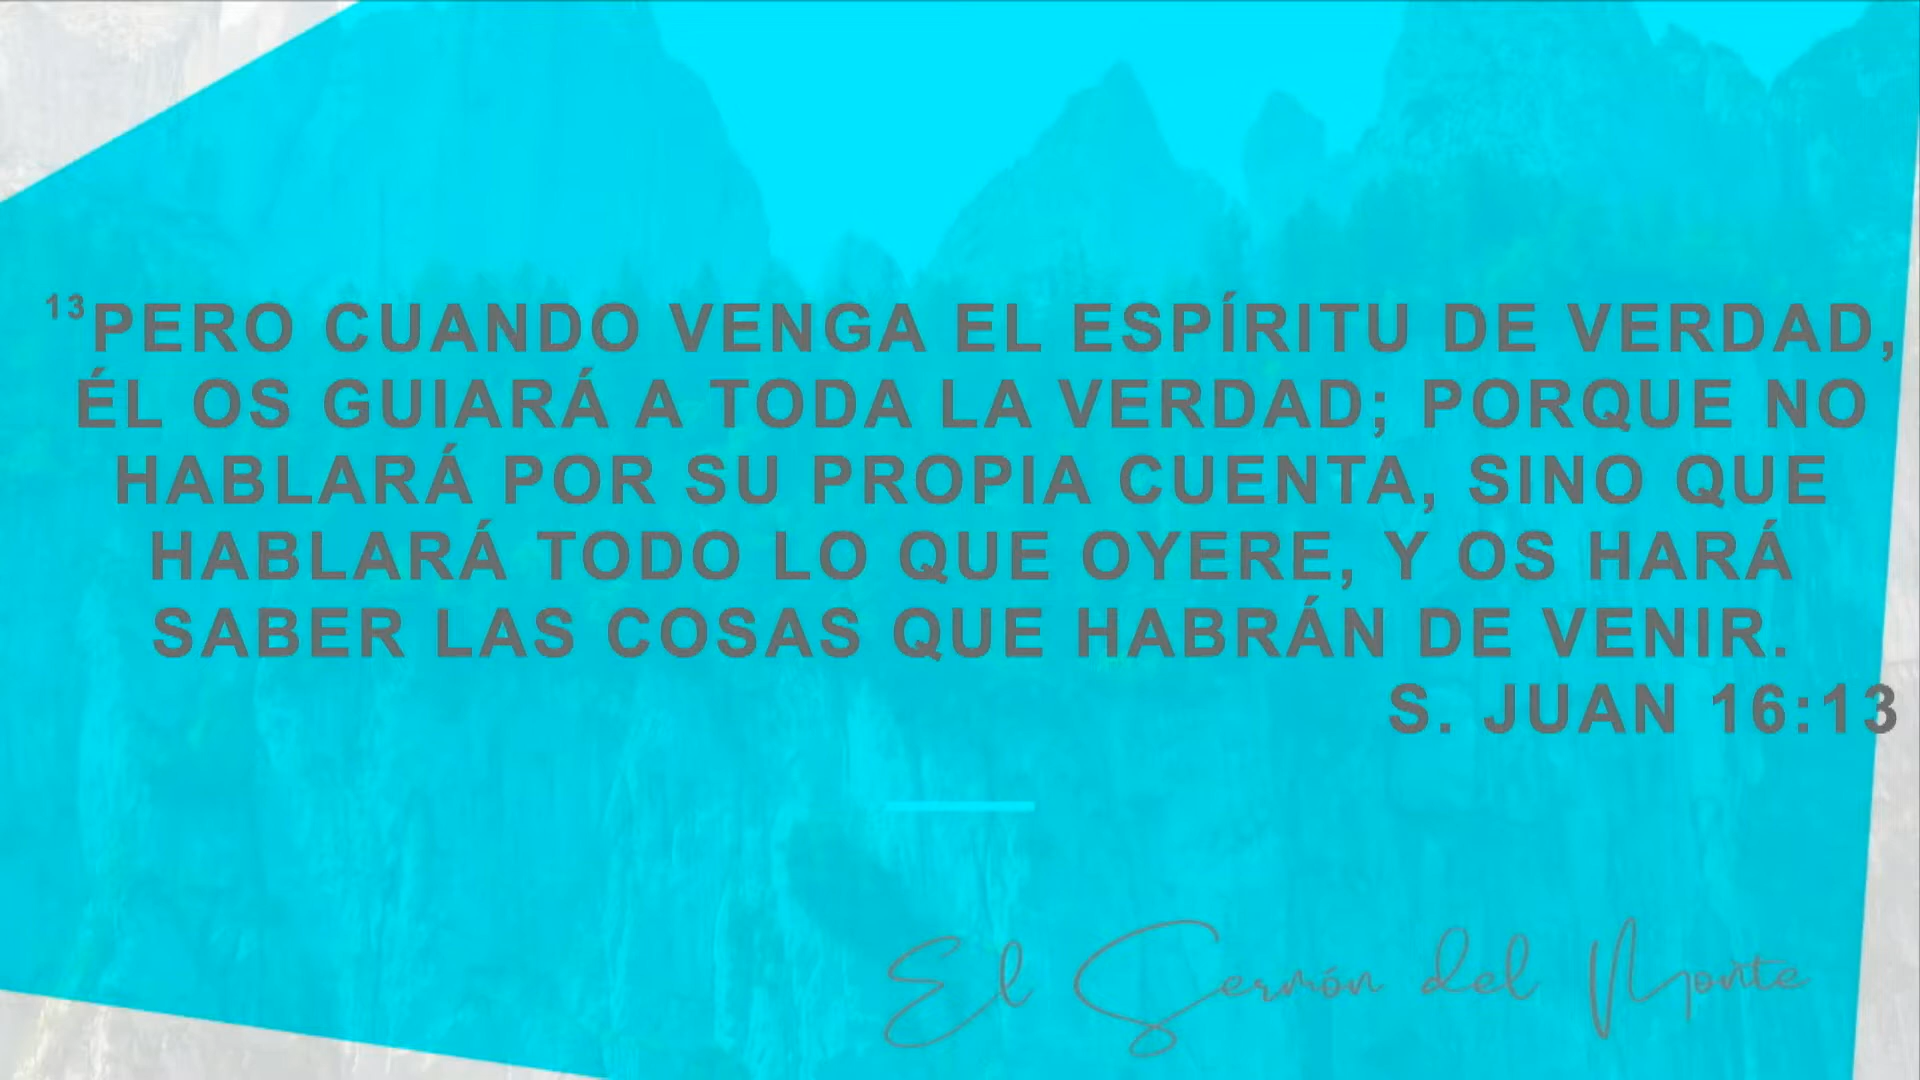 ¹³PERO CUANDO VENGA EL ESPÍRITU DE VERDAD,
ÉL OS GUIARÁ A TODA LA VERDAD; PORQUE NO
HABLARÁ POR SU PROPIA CUENTA, SINO QUE
HABLARÁ TODO LO QUE OYERE, Y OS HARÁ
SABER LAS COSAS QUE HABRÁN DE VENIR.
S. JUAN 16:13
El Sermón del Monte